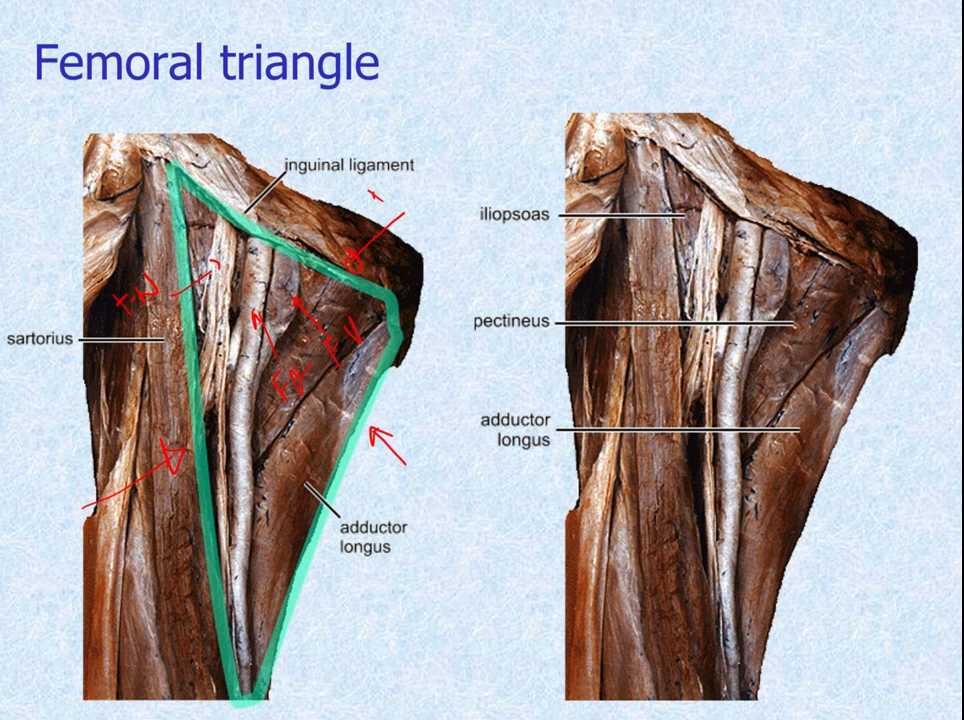 Femoral triangle
inguinal ligament
sartorius
adductor
longus
iliopsoas
pectineus
adductor
longus
FA
FV